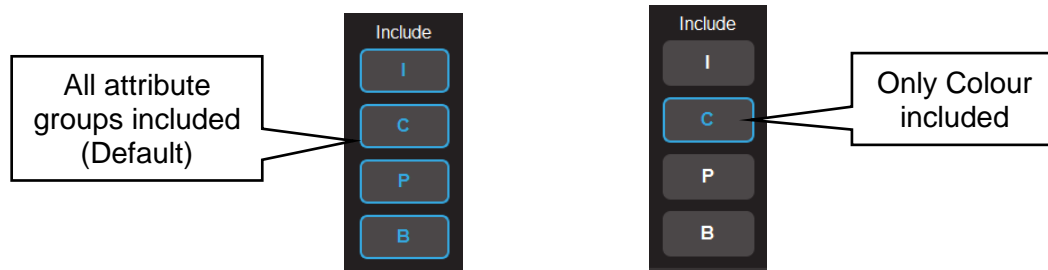 All attribute
groups included
(Default)
Include
I
C
P
B
Include
I
C
P
B
Only Colour
included